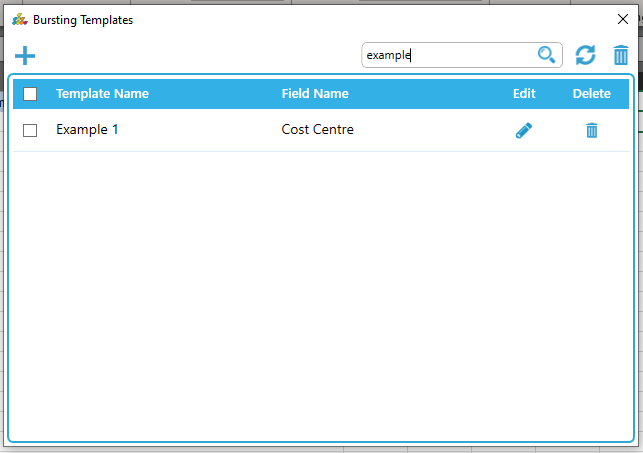 Bursting Templates
example
Template Name Field Name Edit Delete
Example 1 Cost Centre